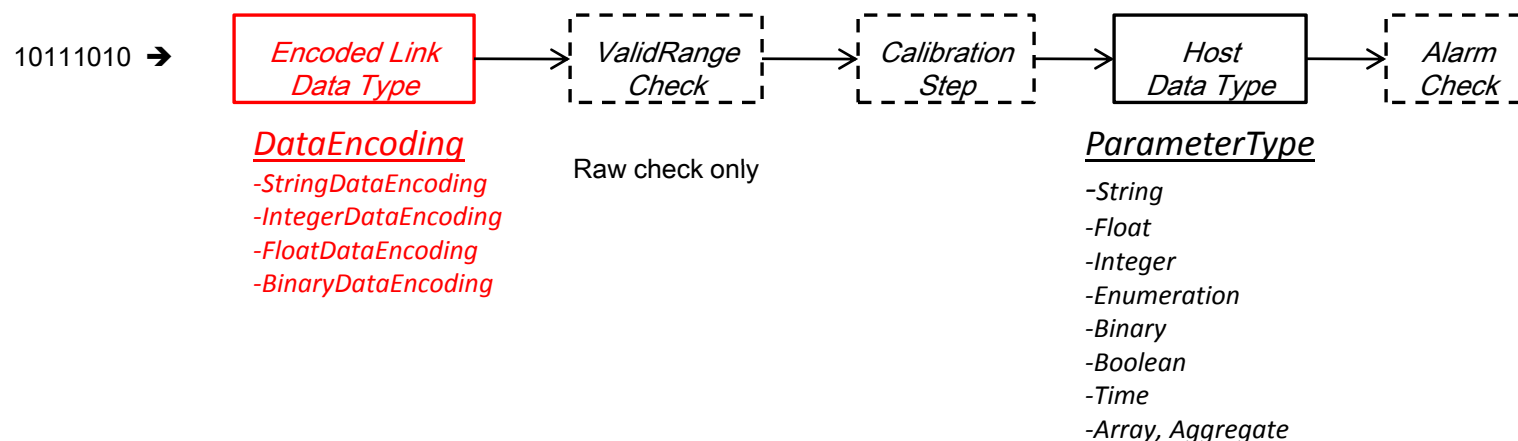 10111010 ➔
Encoded Link
Data Type
ValidRange
Check
Calibration
Step
Host
Data Type
Alarm
Check
DataEncoding
-StringDataEncoding
-IntegerDataEncoding
-FloatDataEncoding
-BinaryDataEncoding
Raw check only
ParameterType
-String
-Float
-Integer
-Enumeration
-Binary
-Boolean
-Time
-Array, Aggregate